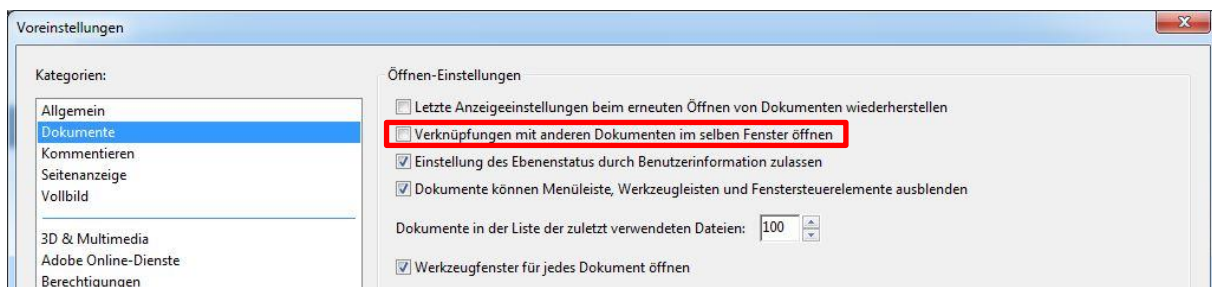 Voreinstellungen
Kategorien:
Allgemein
Dokumente
Kommentieren
Seitenanzeige
Vollbild
3D & Multimedia
Adobe Online-Dienste
Berechtigungen
Öffnen-Einstellungen
Letzte Anzeigeeinstellungen beim erneuten Öffnen von Dokumenten wiederherstellen
Verknüpfungen mit anderen Dokumenten im selben Fenster öffnen
Einstellung des Ebenenstatus durch Benutzerinformation zulassen
Dokumente können Menüleiste, Werkzeugleisten und Fenstersteuerelemente ausblenden
Dokumente in der Liste der zuletzt verwendeten Dateien: 100
Werkzeugfenster für jedes Dokument öffnen